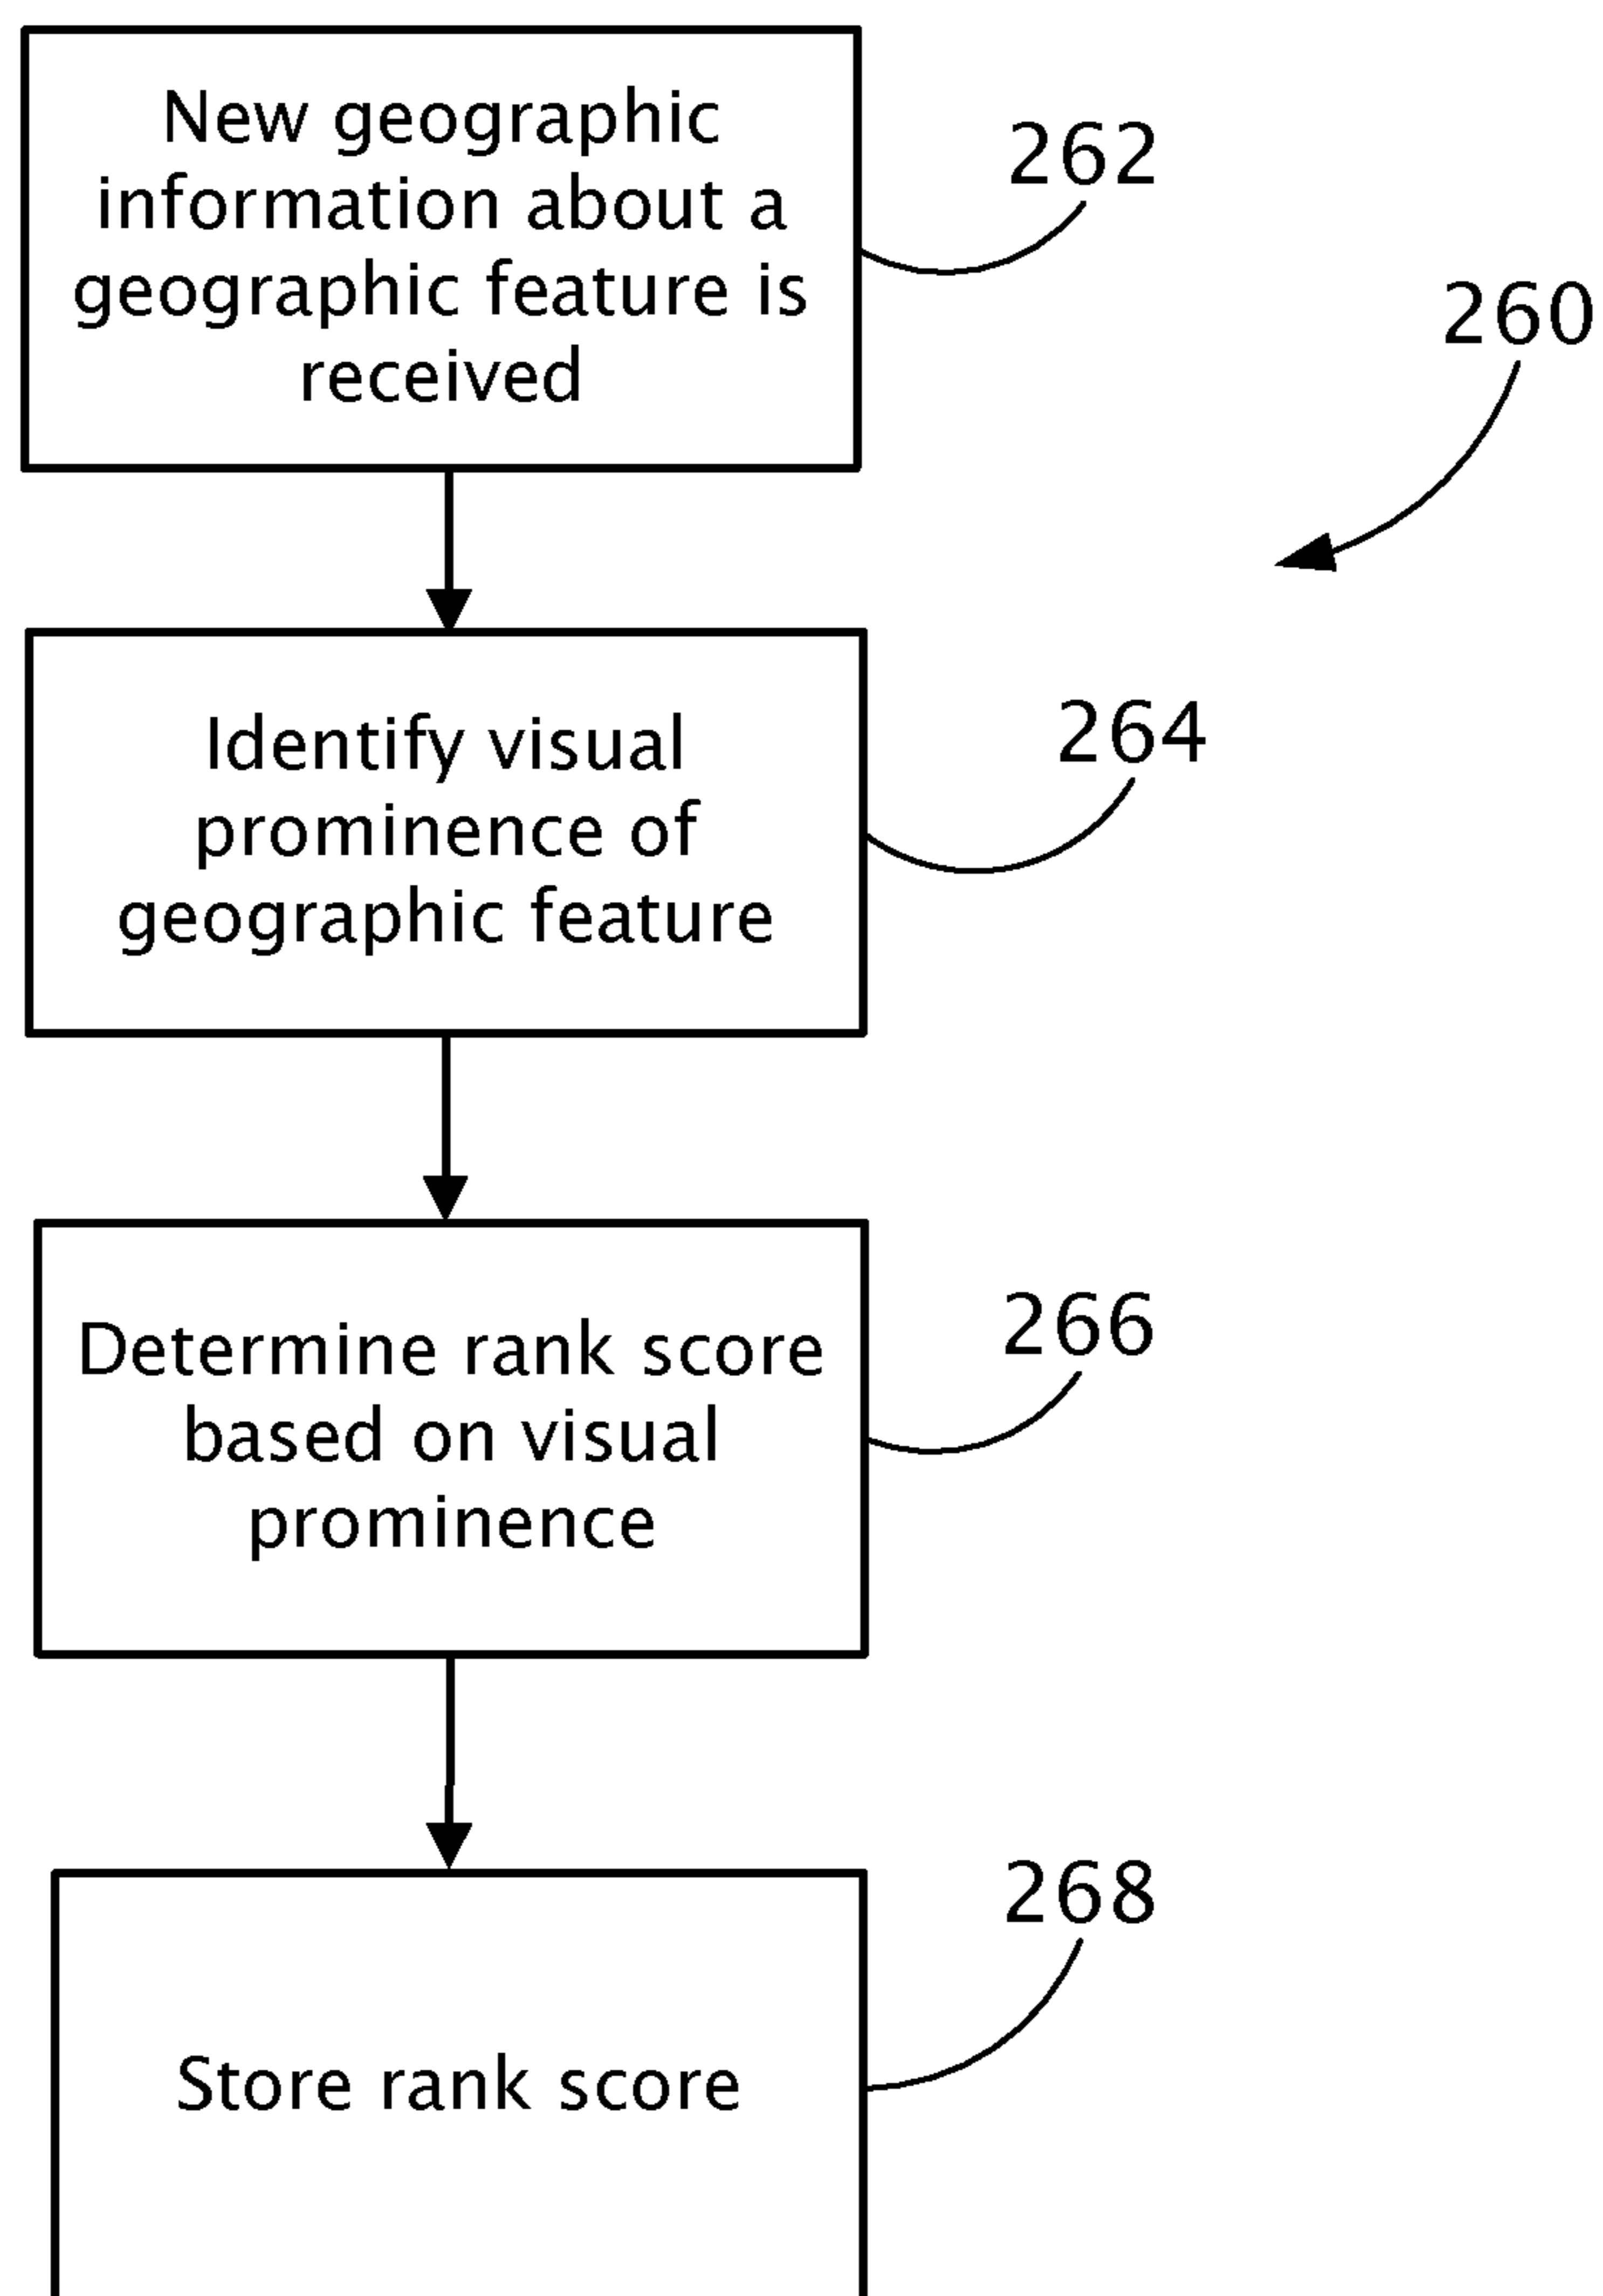 New geographic
information about a
geographic feature is
received
262
260
Identify visual
prominence of
geographic feature
264
Determine rank score
based on visual
prominence
266
Store rank score
268